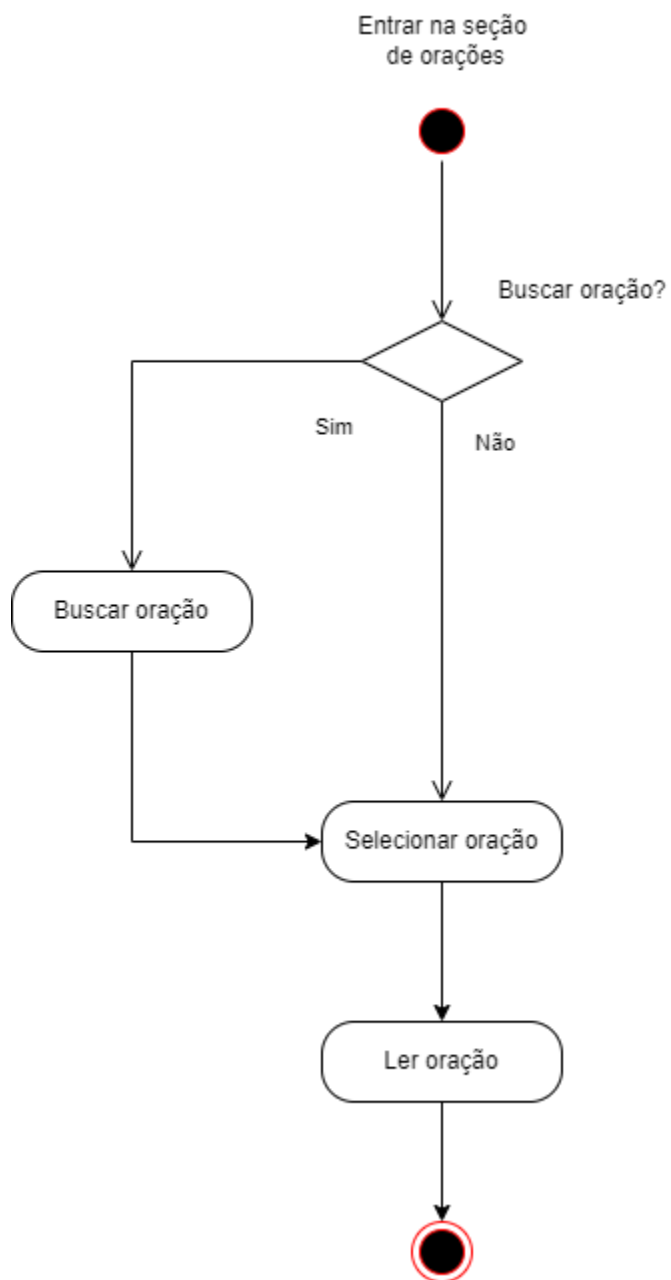 Entrar na seção
de orações
Buscar oração?
Sim
Não
Buscar oração
Selecionar oração
Ler oração